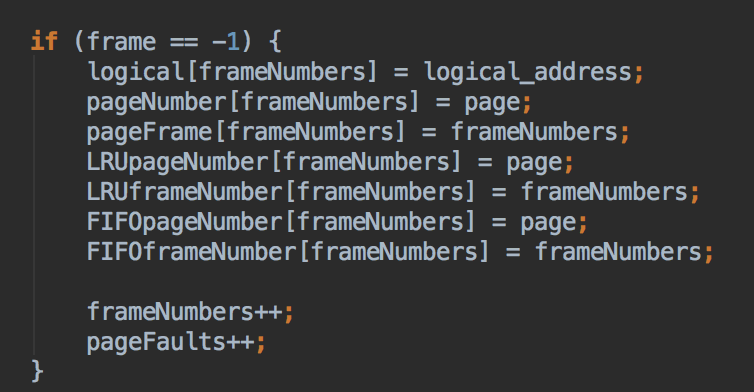 if (frame == -1) {
    logical[frameNumbers] = logical_address;
    pageNumber[frameNumbers] = page;
    pageFrame[frameNumbers] = frameNumbers;
    LRUpageNumber[frameNumbers] = page;
    LRUframeNumber[frameNumbers] = frameNumbers;
    FIFOpageNumber[frameNumbers] = page;
    FIFOframeNumber[frameNumbers] = frameNumbers;

    frameNumbers++;
    pageFaults++;
}